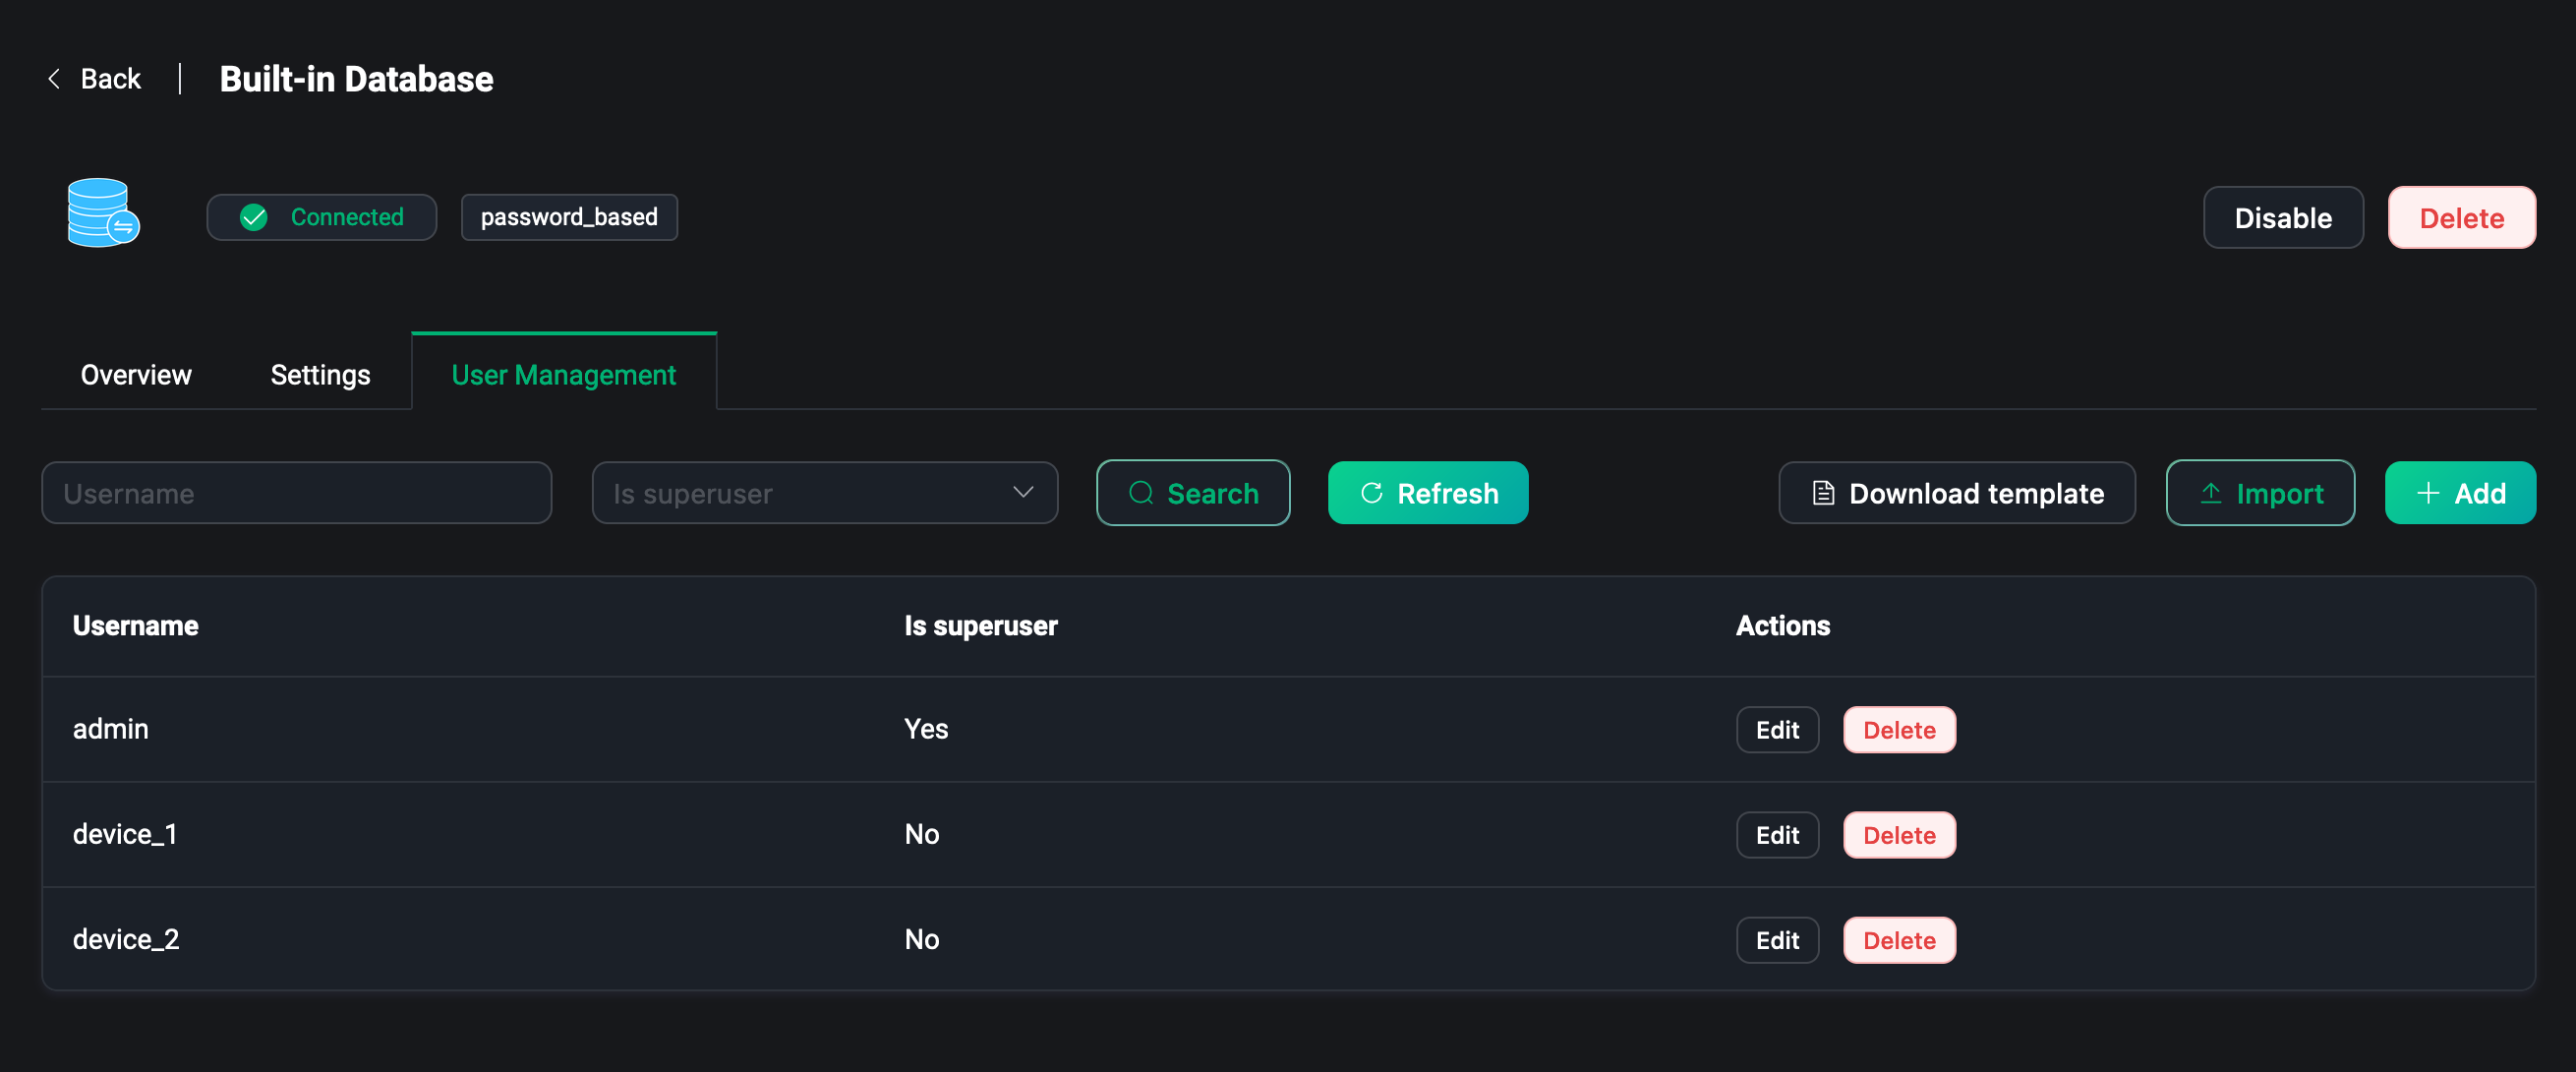 Back Built-in Database
Connected password_based Disable Delete
Overview Settings User Management
Username Is superuser Search Refresh Download template Import Add
Username Is superuser Actions
admin Yes Edit Delete
device_1 No Edit Delete
device_2 No Edit Delete